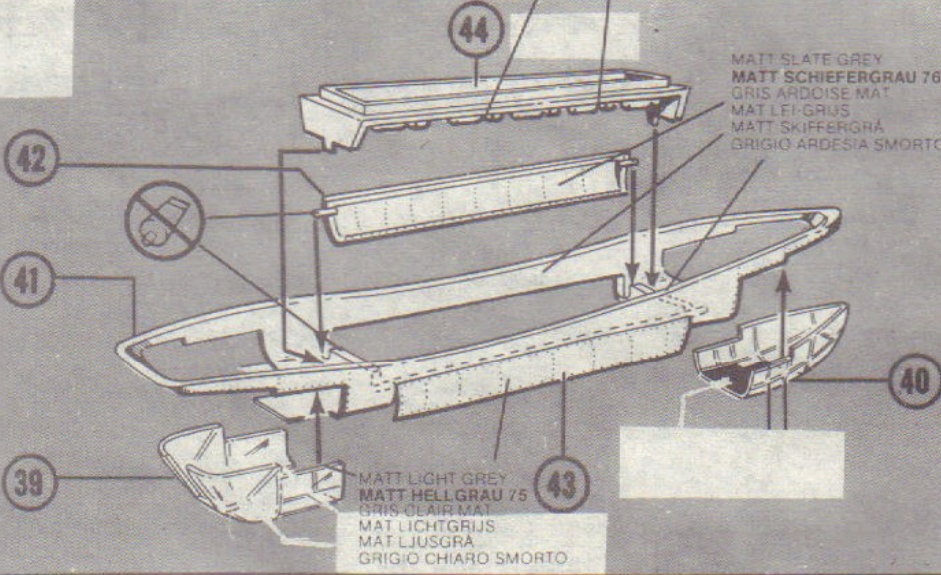 44
MATT SLATE GREY
MATT SCHIEFERGRAU 76
GRIS ARDOISE MAT
MAT LEI-GRIJS
MATT SKIFFERGRÅ
GRIGIO ARDESIA SMORTO
42
41
40
39
43
MATT LIGHT GREY
MATT HELLGRAU 75
GRIS CLAIR MAT
MAT LICHTGRIJS
MAT LJUSGRÅ
GRIGIO CHIARO SMORTO